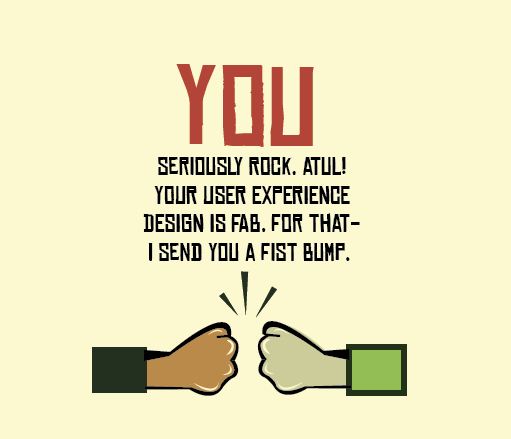 YOU
SERIOUSLY ROCK. ATUL!
YOUR USER EXPERIENCE
DESIGN IS FAB. FOR THAT-
I SEND YOU A FIST BUMP.